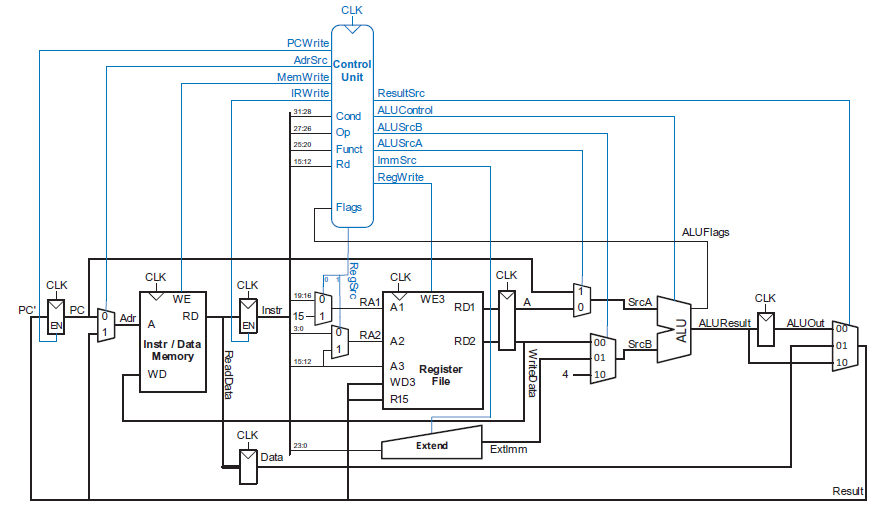 CLK
PCWrite
AdrSrc
MemWrite
IRWrite
Control
Unit
ResultSrc
ALUControl
ALUSrcB
ALUSrcA
ImmSrc
RegWrite
31:28
Cond
27:26
Op
25:20
Funct
15:12
Rd
Flags
ALUFlags
RegSrc
0 1
CLK
PC'
EN
PC
0
1
Adr
CLK
WE
RD
A
Instr / Data
Memory
WD
ReadData
CLK
EN
Instr
19:16
15
0
1
RA1
3:0
0
1
RA2
15:12
CLK
WE3
A1
RD1
A2
RD2
A3
WD3
R15
Register
File
CLK
A
WriteData
1
0
SrcA
00
01
4
10
SrcB
ALU
ALUResult
CLK
ALUOut
00
01
10
23:0
Extend
ExtImm
CLK
Data
Result